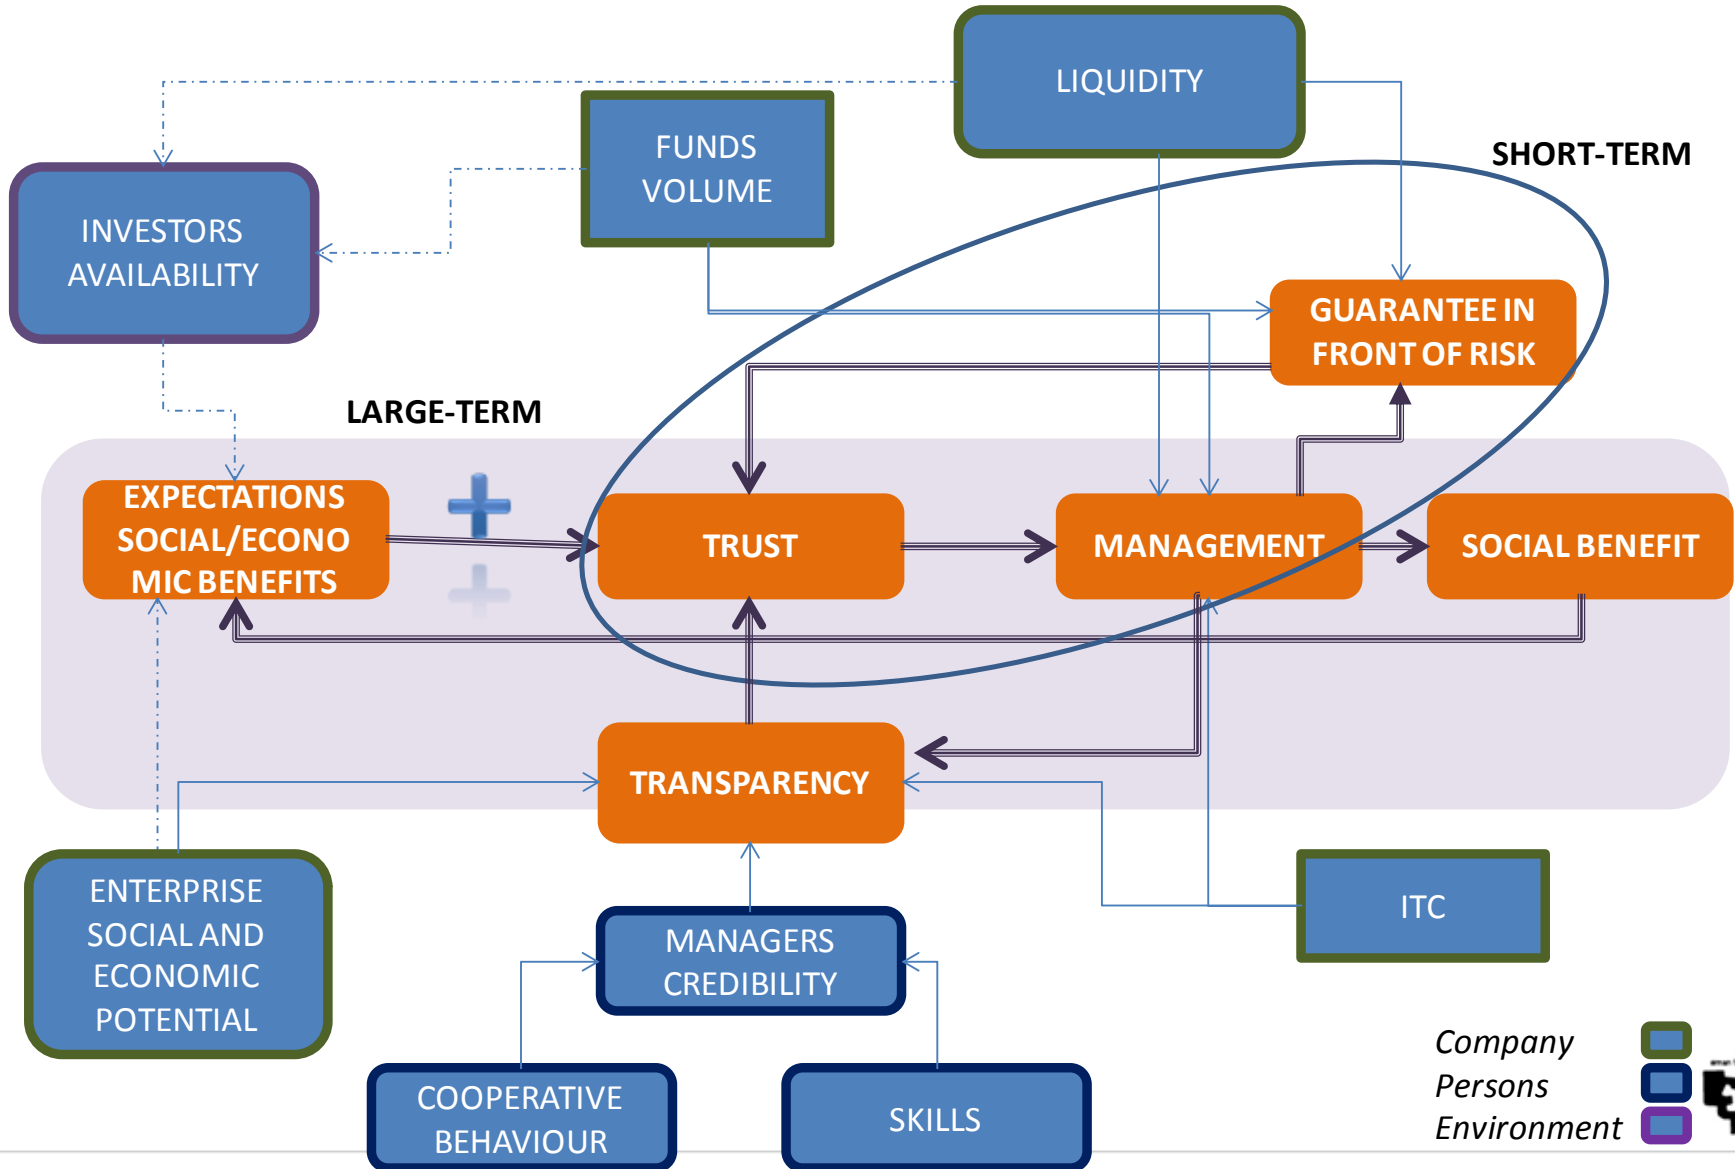 LIQUIDITY
FUNDS
VOLUME
SHORT-TERM
INVESTORS
AVAILABILITY
GUARANTEE IN
FRONT OF RISK
LARGE-TERM
EXPECTATIONS
SOCIAL/ECONO
MIC BENEFITS
TRUST
MANAGEMENT
SOCIAL BENEFIT
TRANSPARENCY
ENTERPRISE
SOCIAL AND
ECONOMIC
POTENTIAL
MANAGERS
CREDIBILITY
ITC
COOPERATIVE
BEHAVIOUR
SKILLS
Company
Persons
Environment